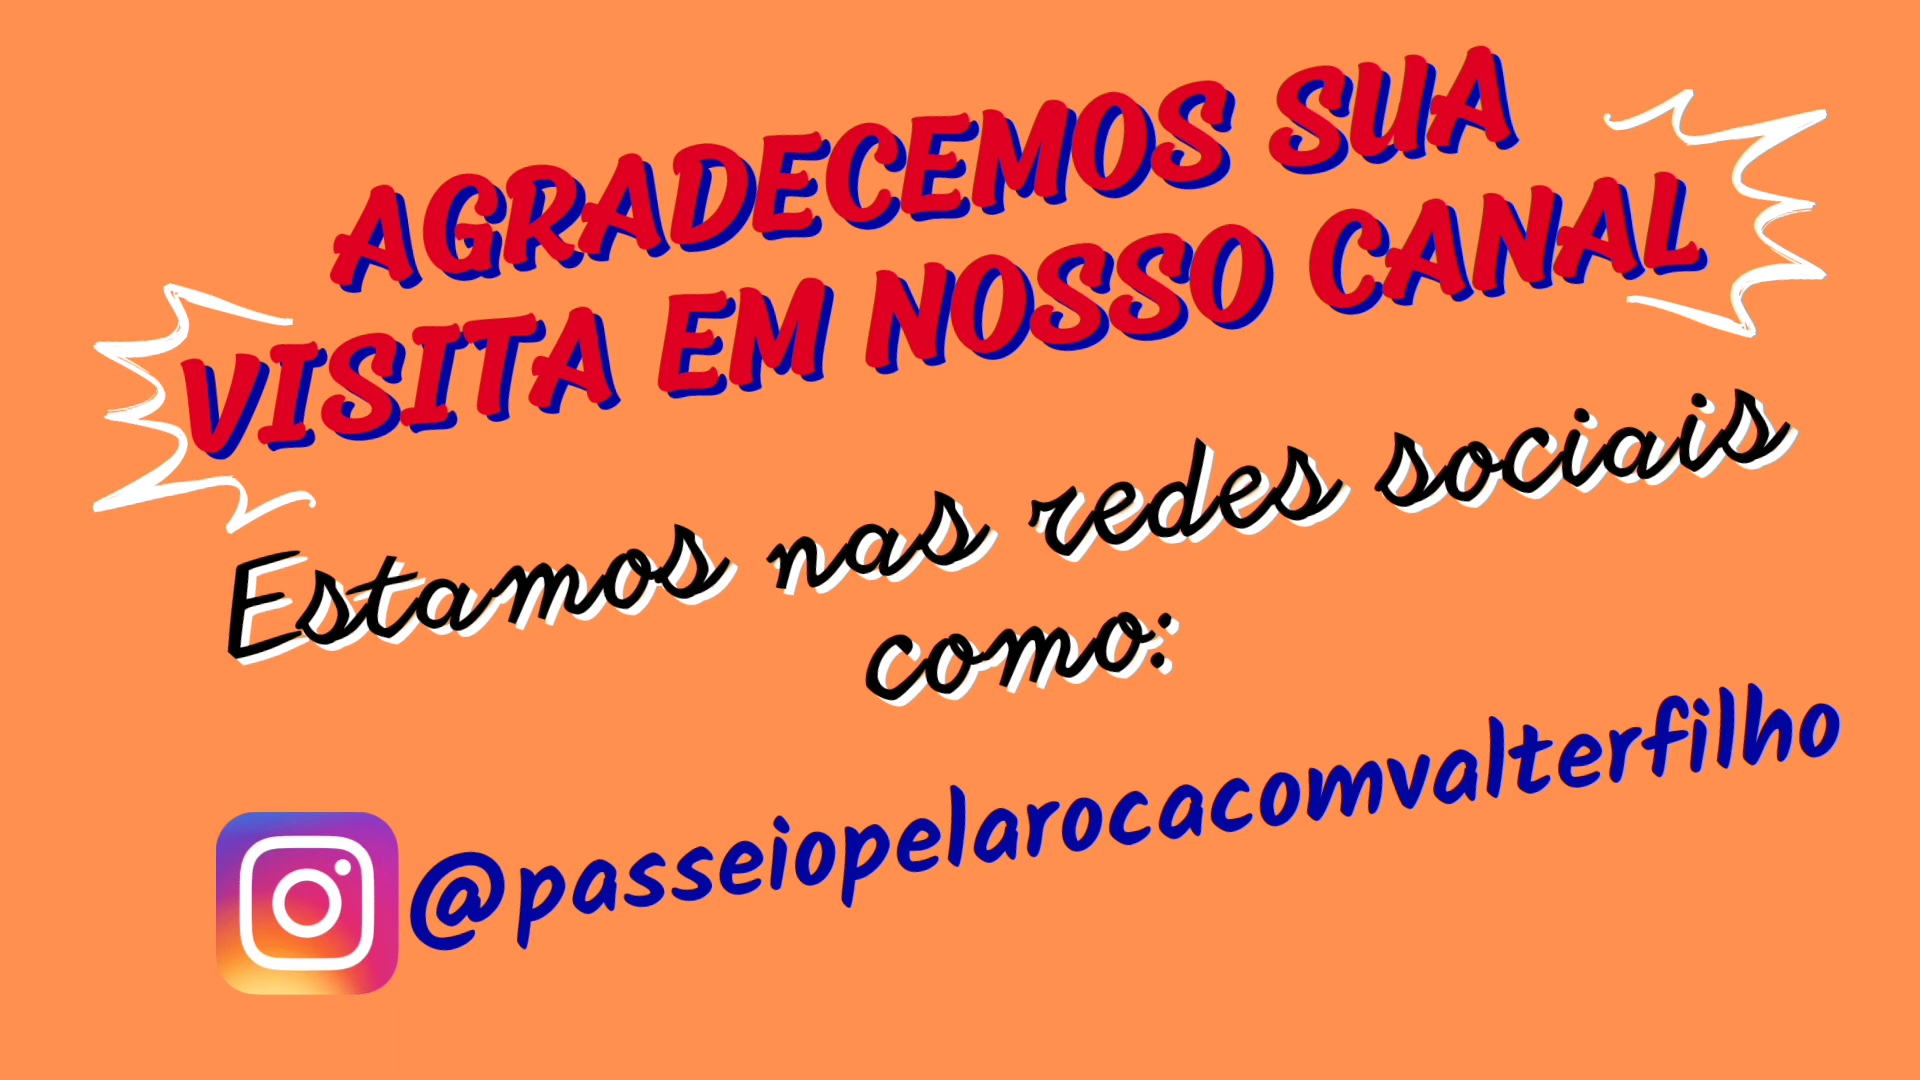 AGRADECEMOS SUA
VISITA EM NOSSO CANAL
Estamos nas redes sociais
como:
@passeiopelarocacomvalterfilho